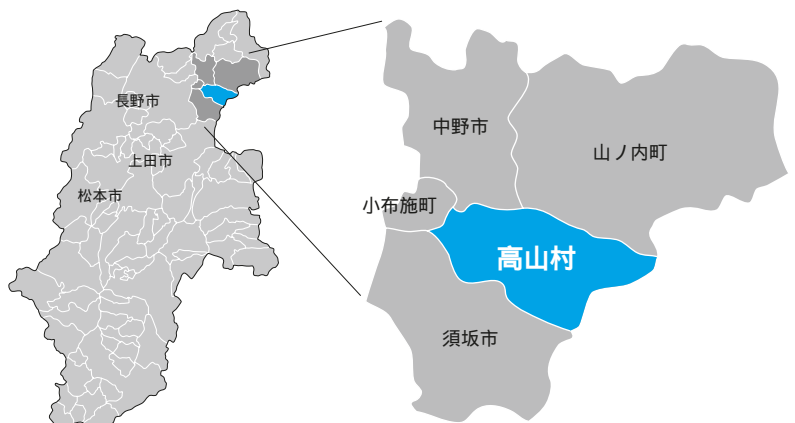 長野市
上田市
松本市
中野市
山ノ内町
小布施町
高山村
須坂市